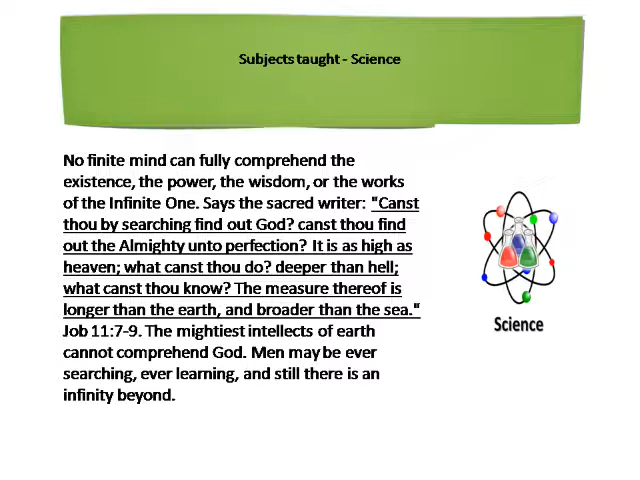 Subjects taught - Science
No finite mind can fully comprehend the
existence, the power, the wisdom, or the works
of the Infinite One. Says the sacred writer: "Canst
thou by searching find out God? canst thou find
out the Almighty unto perfection? It is as high as
heaven; what canst thou do? deeper than hell;
what canst thou know? The measure thereof is
longer than the earth, and broader than the sea."
Job 11:7-9. The mightiest intellects of earth
cannot comprehend God. Men may be ever
searching, ever learning, and still there is an
infinity beyond.
Science